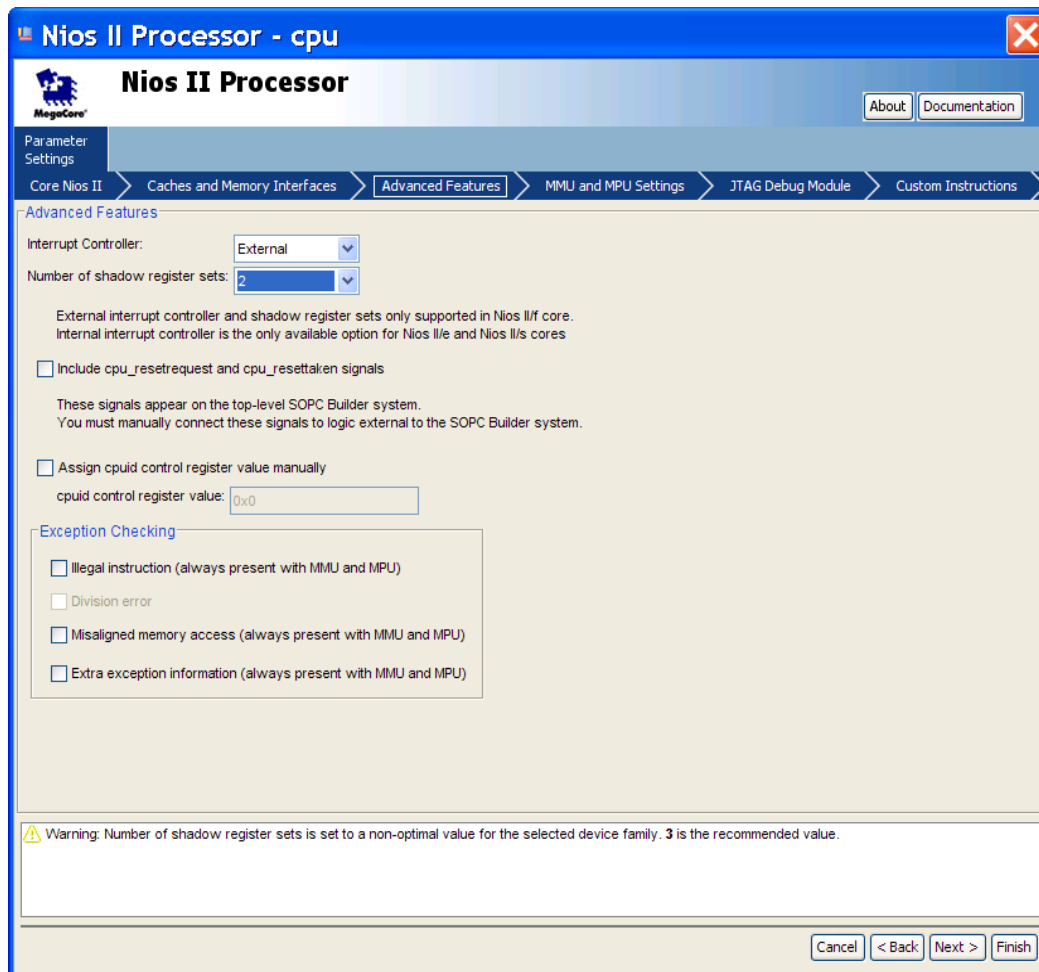 Nios II Processor - cpu
Nios II Processor
MegaCore®
About
Documentation
Parameter
Settings
Core Nios II
Caches and Memory Interfaces
Advanced Features
MMU and MPU Settings
JTAG Debug Module
Custom Instructions
Advanced Features
Interrupt Controller:
External
Number of shadow register sets:
2
External interrupt controller and shadow register sets only supported in Nios II/f core.
Internal interrupt controller is the only available option for Nios II/e and Nios II/s cores
Include cpu_resetrequest and cpu_resettaken signals
These signals appear on the top-level SOPC Builder system.
You must manually connect these signals to logic external to the SOPC Builder system.
Assign cpuid control register value manually
cpuid control register value:
0x0
Exception Checking
Illegal instruction (always present with MMU and MPU)
Division error
Misaligned memory access (always present with MMU and MPU)
Extra exception information (always present with MMU and MPU)
Warning: Number of shadow register sets is set to a non-optimal value for the selected device family. 3 is the recommended value.
Cancel
< Back
Next >
Finish